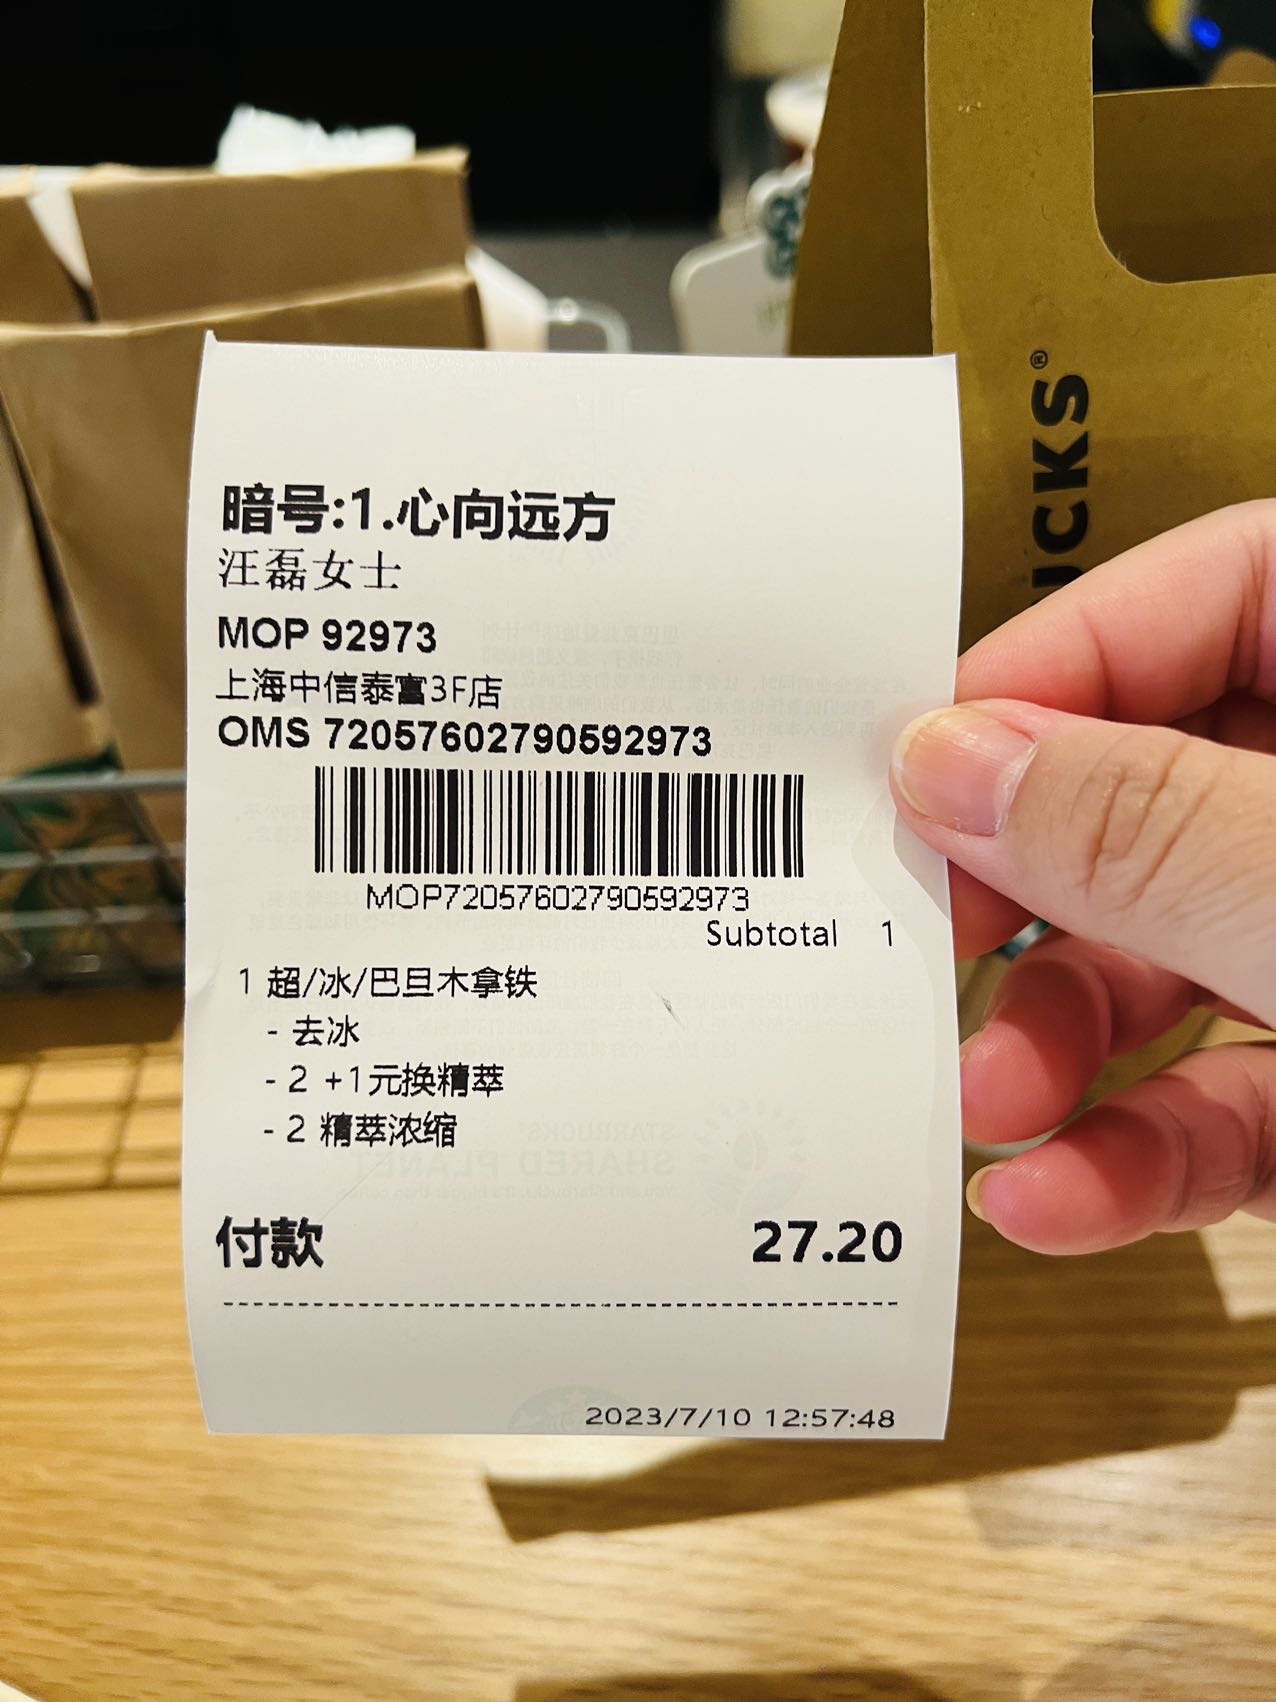 暗号:1.心向远方
汪磊女士
MOP 92973
上海中信泰富3F店
OMS 72057602790592973
MOP72057602790592973
Subtotal 1
1 超/冰/巴旦木拿铁
- 去冰
- 2 +1元换精萃
- 2 精萃浓缩
付款 27.20
2023/7/10 12:57:48
UCKS®